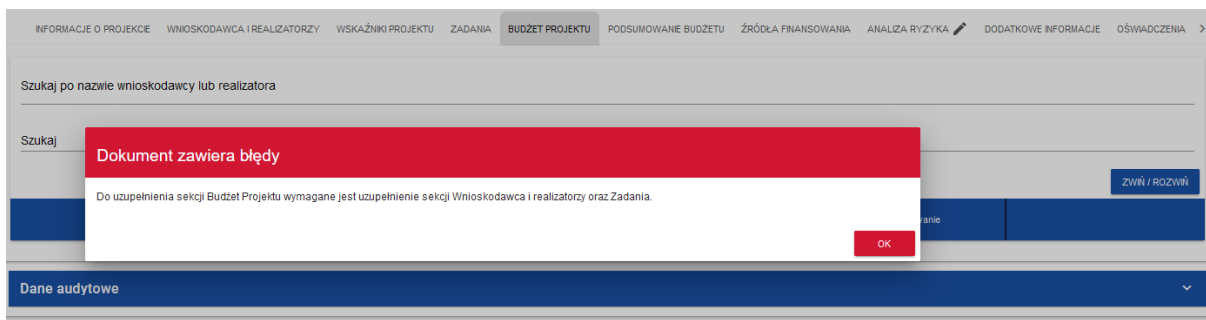 INFORMACJE O PROJEKCIE WNIOSKODAWCA I REALIZATORZY WSKAŹNIKI PROJEKTU ZADANIA BUDŻET PROJEKTU PODSUMOWANIE BUDŻETU ŹRÓDŁA FINANSOWANIA ANALIZA RYZYKA DODATKOWE INFORMACJE OŚWIADCZENIA
Szukaj po nazwie wnioskodawcy lub realizatora
Szukaj
Dokument zawiera błędy
Do uzupełnienia sekcji Budżet Projektu wymagane jest uzupełnienie sekcji Wnioskodawca i realizatorzy oraz Zadania.
ZWIŃ / ROZWIŃ
OK
Dane audytowe